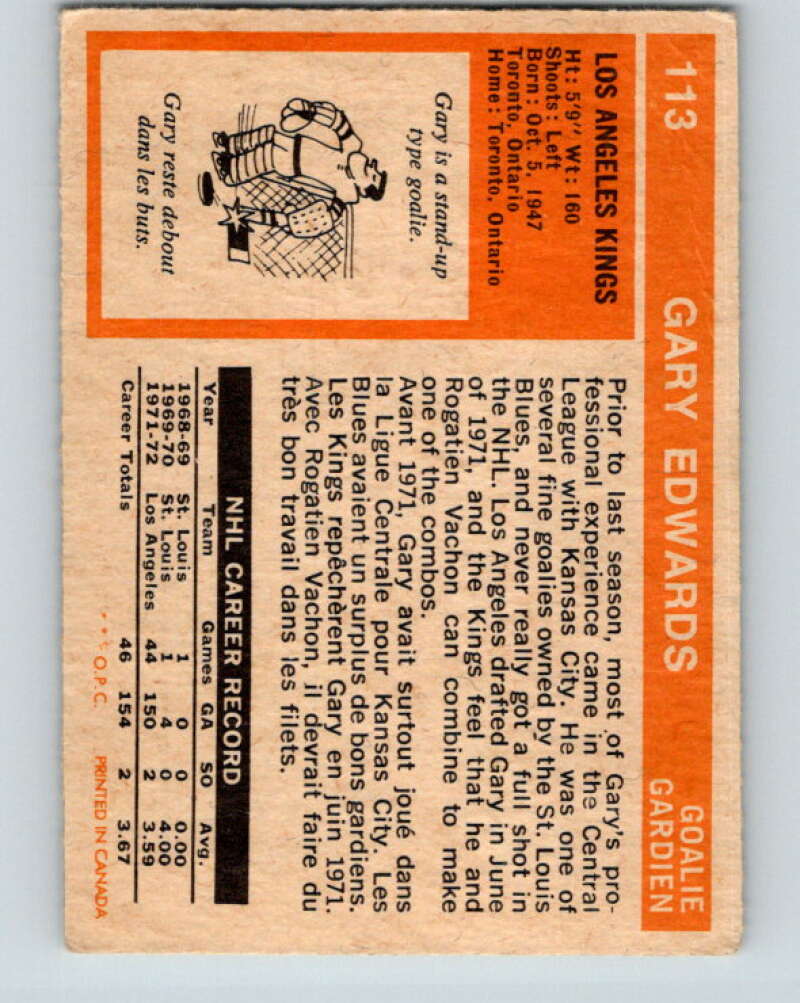 113 GARY EDWARDS GOALIE
GARDIEN
LOS ANGELES KINGS
Ht: 5'9" Wt: 160
Shoots: Left
Born: Oct. 5, 1947
Toronto, Ontario
Home: Toronto, Ontario
Gary is a stand-up
type goalie.
Gary reste debout
dans les buts.
Prior to last season, most of Gary's pro-
fessional experience came in the Central
League with Kansas City. He was one of
several fine goalies owned by the St. Louis
Blues, and never really got a full shot in
the NHL. Los Angeles drafted Gary in June
of 1971, and the Kings feel that he and
Rogatien Vachon can combine to make
one of the combos.
Avant 1971, Gary avait surtout joué dans
la Ligue Centrale pour Kansas City. Les
Blues avaient un surplus de bons gardiens.
Les Kings repêchèrent Gary en juin 1971.
Avec Rogatien Vachon, il devrait faire du
très bon travail dans les filets.
NHL CAREER RECORD
Year Team Games GA SO Avg.
1968-69 St. Louis 1 0 0 0.00
1969-70 St. Louis 1 4 0 4.00
1971-72 Los Angeles 44 150 2 3.59
Career Totals 46 154 2 3.67
O.P.C. PRINTED IN CANADA